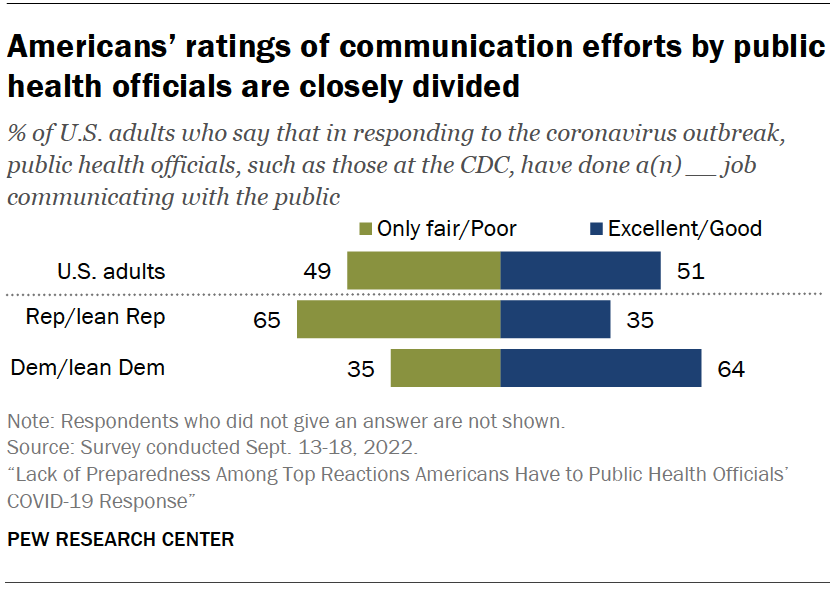 Americans’ ratings of communication efforts by public
health officials are closely divided
% of U.S. adults who say that in responding to the coronavirus outbreak,
public health officials, such as those at the CDC, have done a(n) __ job
communicating with the public
Only fair/Poor Excellent/Good
U.S. adults 49 51
Rep/lean Rep 65 35
Dem/lean Dem 35 64
Note: Respondents who did not give an answer are not shown.
Source: Survey conducted Sept. 13-18, 2022.
“Lack of Preparedness Among Top Reactions Americans Have to Public Health Officials’
COVID-19 Response”
PEW RESEARCH CENTER